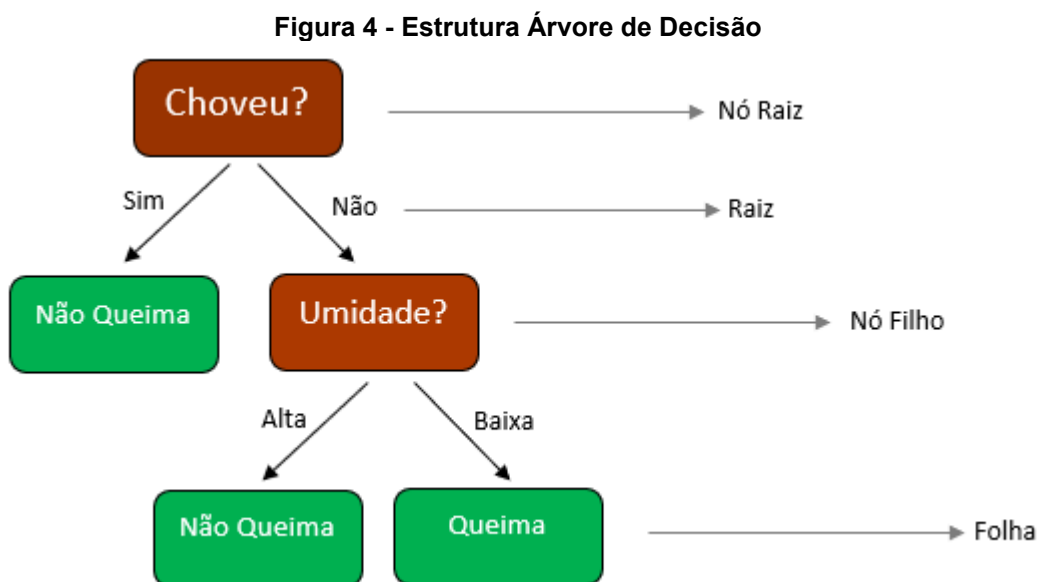 Figura 4 - Estrutura Árvore de Decisão
Choveu?
Nó Raiz
Sim
Não
Raiz
Não Queima
Umidade?
Nó Filho
Alta
Baixa
Não Queima
Queima
Folha